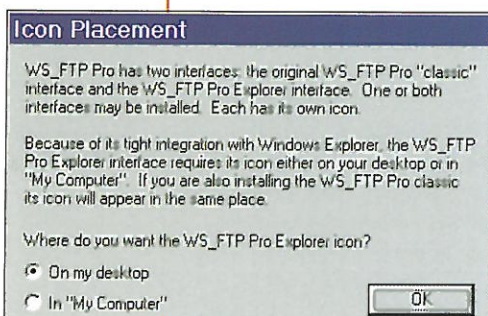 Icon Placement
WS_FTP Pro has two interfaces: the original WS_FTP Pro "classic"
interface and the WS_FTP Pro Explorer interface. One or both
interfaces may be installed. Each has its own icon.
Because of its tight integration with Windows Explorer, the WS_FTP
Pro Explorer interface requires its icon either on your desktop or in
"My Computer". If you are also installing the WS_FTP Pro classic
its icon will appear in the same place.
Where do you want the WS_FTP Pro Explorer icon?
On my desktop
In "My Computer"
OK